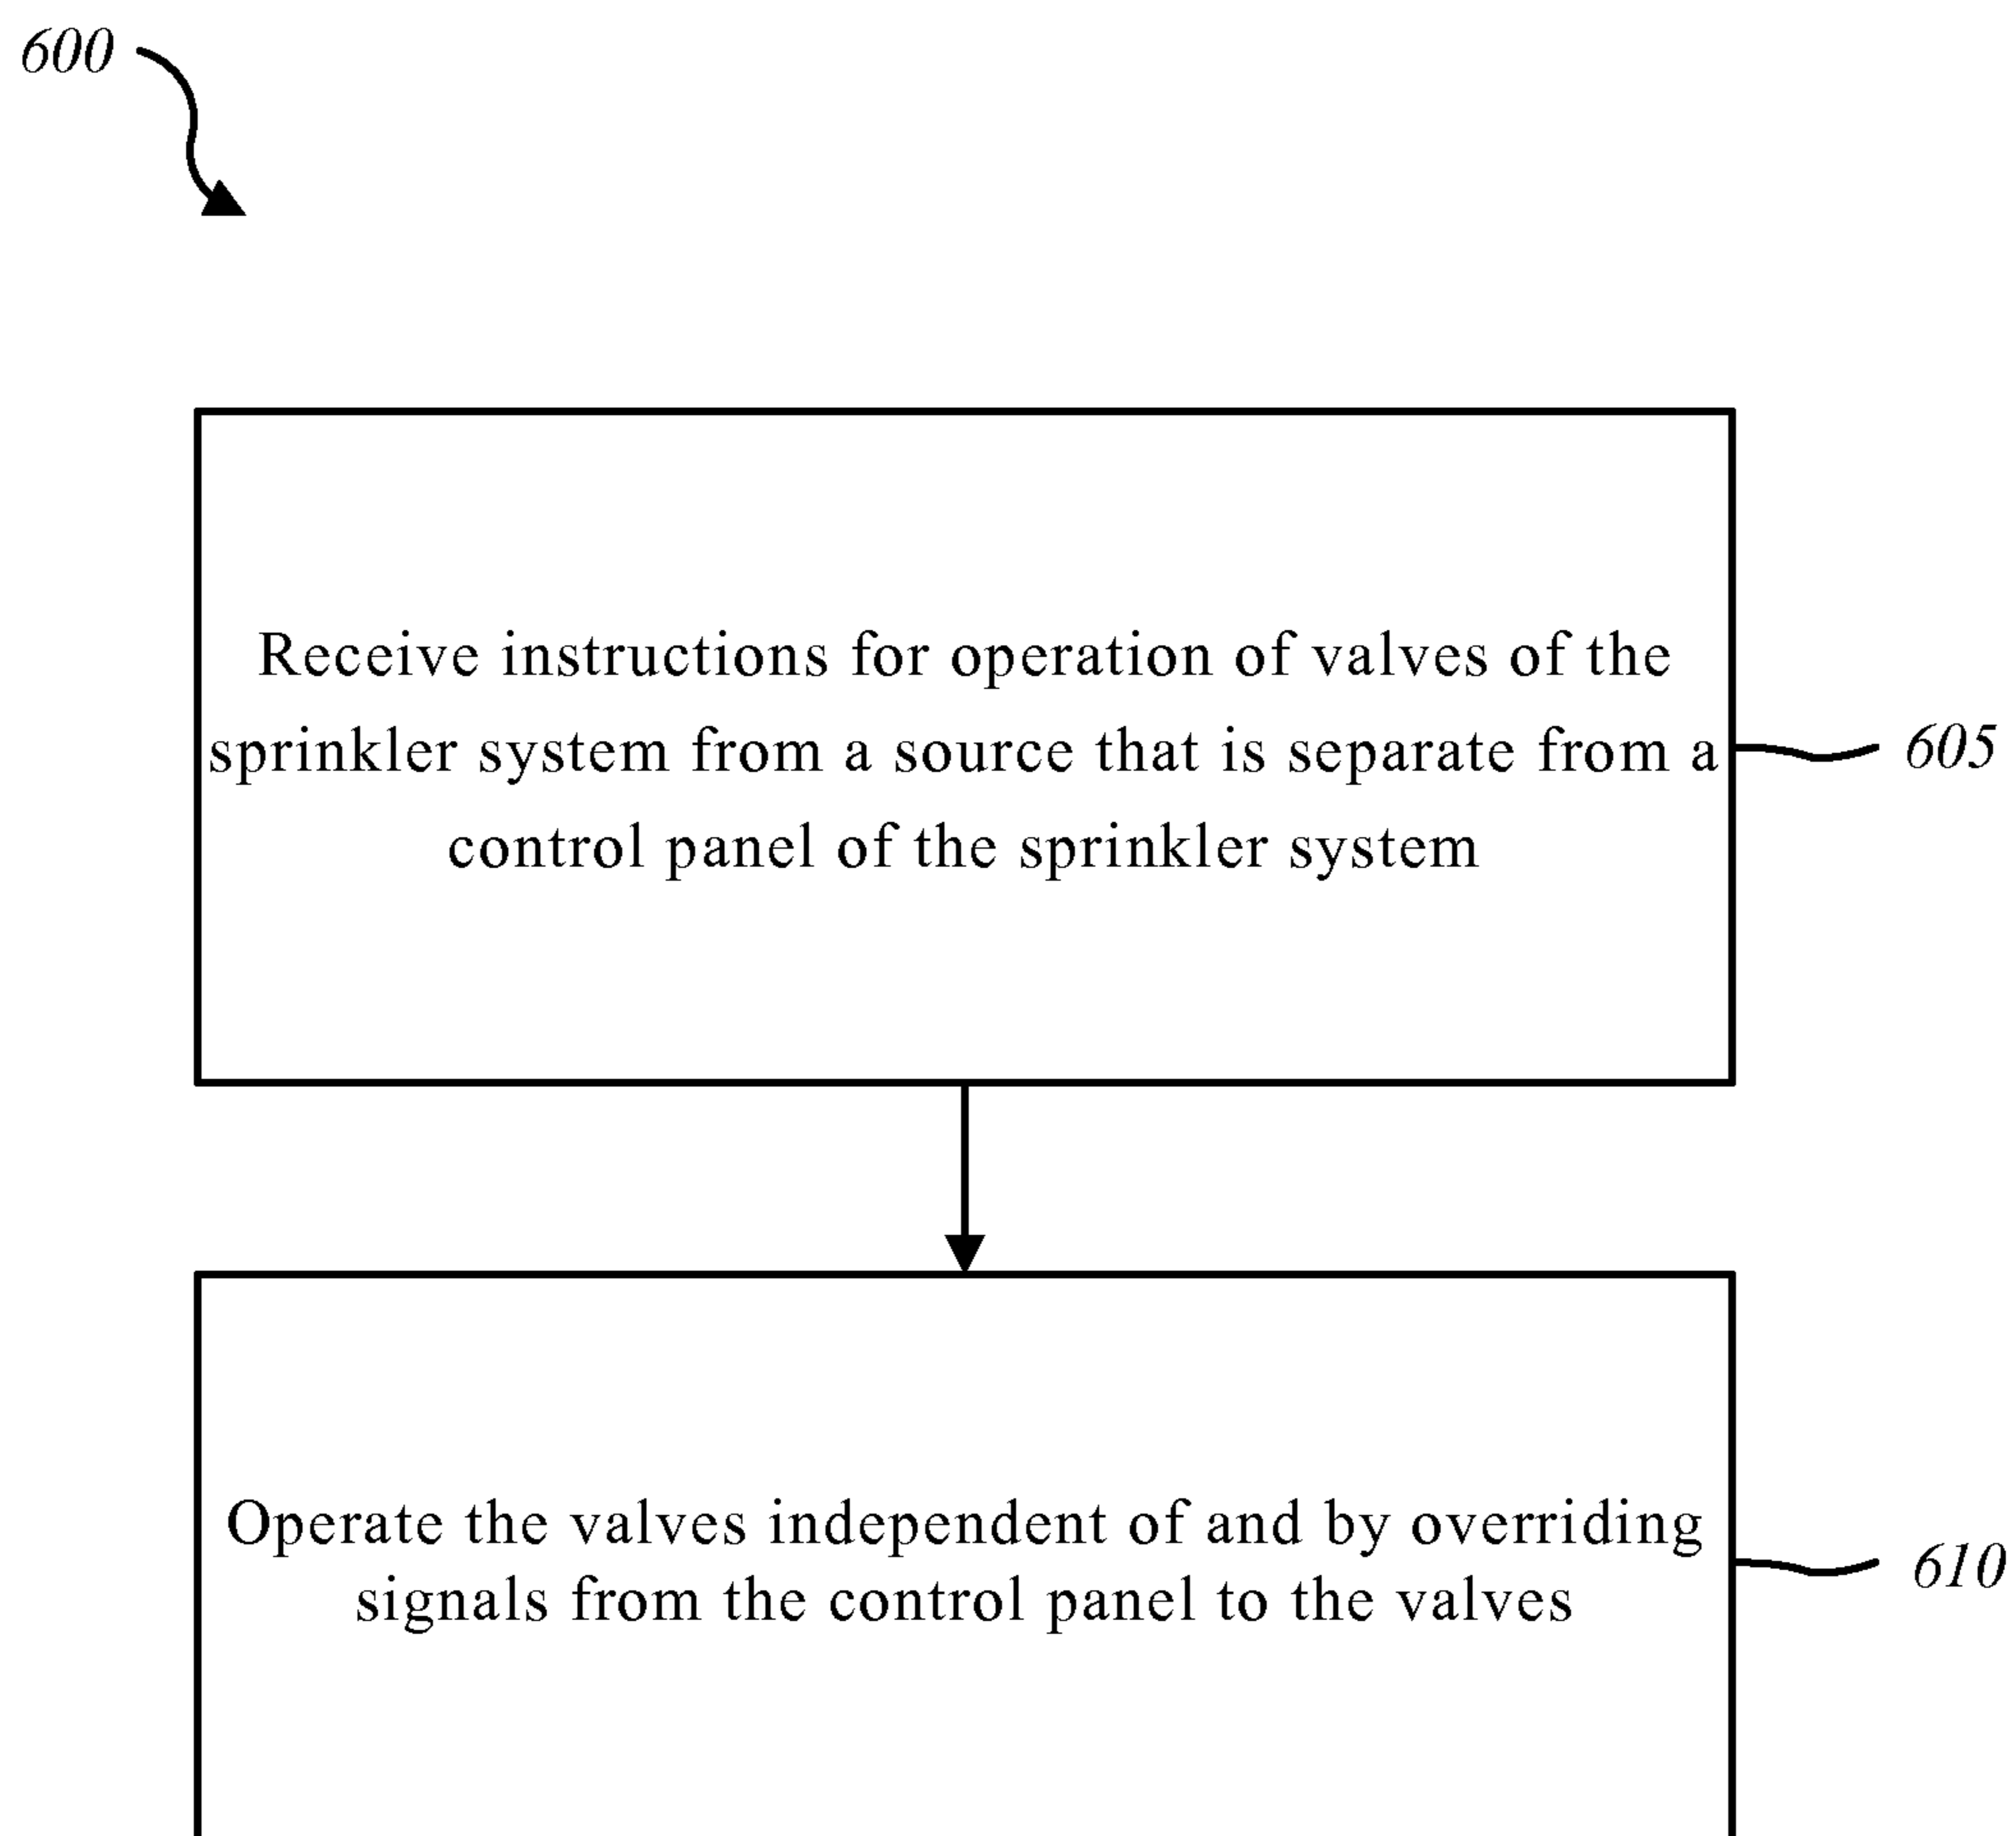 600
Receive instructions for operation of valves of the
sprinkler system from a source that is separate from a
control panel of the sprinkler system
605
Operate the valves independent of and by overriding
signals from the control panel to the valves
610